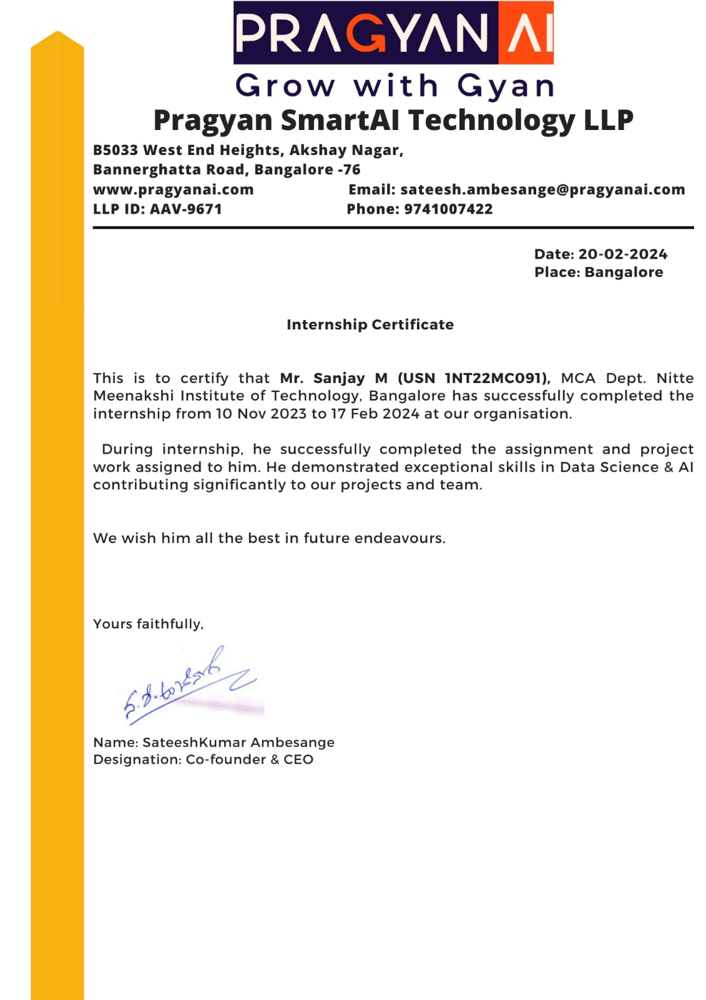 PRAGYAN AI
Grow with Gyan
Pragyan SmartAI Technology LLP
B5033 West End Heights, Akshay Nagar,
Bannerghatta Road, Bangalore -76
www.pragyanai.com Email: sateesh.ambesange@pragyanai.com
LLP ID: AAV-9671 Phone: 9741007422
Date: 20-02-2024
Place: Bangalore
Internship Certificate
This is to certify that Mr. Sanjay M (USN 1NT22MC091), MCA Dept. Nitte
Meenakshi Institute of Technology, Bangalore has successfully completed the
internship from 10 Nov 2023 to 17 Feb 2024 at our organisation.
During internship, he successfully completed the assignment and project
work assigned to him. He demonstrated exceptional skills in Data Science & AI
contributing significantly to our projects and team.
We wish him all the best in future endeavours.
Yours faithfully,
Name: SateeshKumar Ambesange
Designation: Co-founder & CEO